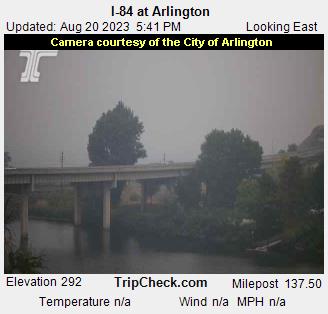 I-84 at Arlington
Updated: Aug 20 2023 5:41 PM Looking East
Camera courtesy of the City of Arlington
Elevation 292 TripCheck.com Milepost 137.50
Temperature n/a Wind n/a MPH n/a